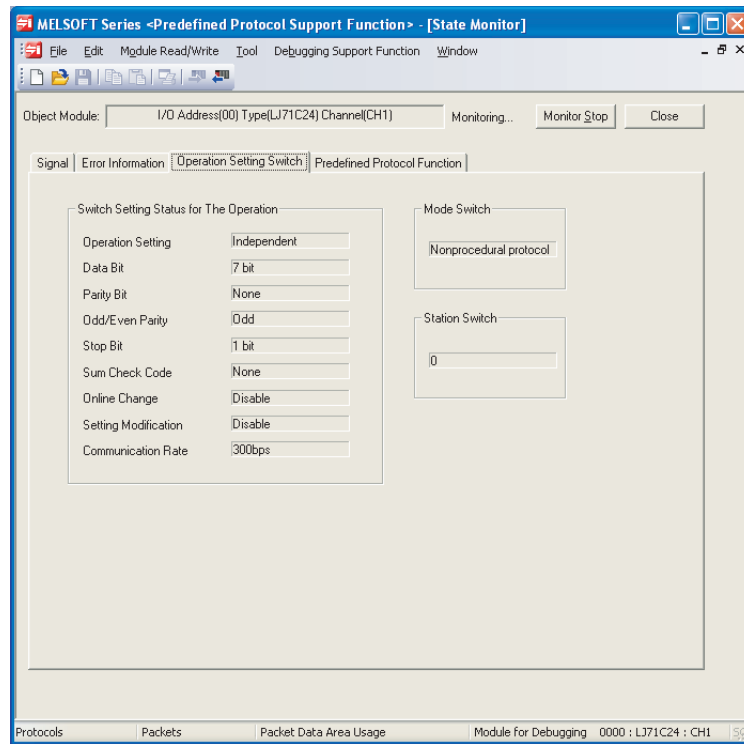 MELSOFT Series <Predefined Protocol Support Function> - [State Monitor]
File Edit Module Read/Write Tool Debugging Support Function Window
Object Module: I/O Address(00) Type(LJ71C24) Channel(CH1) Monitoring... Monitor Stop Close
Signal Error Information Operation Setting Switch Predefined Protocol Function
Switch Setting Status for The Operation
Operation Setting Independent
Data Bit 7 bit
Parity Bit None
Odd/Even Parity Odd
Stop Bit 1 bit
Sum Check Code None
Online Change Disable
Setting Modification Disable
Communication Rate 300bps
Mode Switch
Nonprocedural protocol
Station Switch
0
Protocols Packets Packet Data Area Usage Module for Debugging 0000 : LJ71C24 : CH1